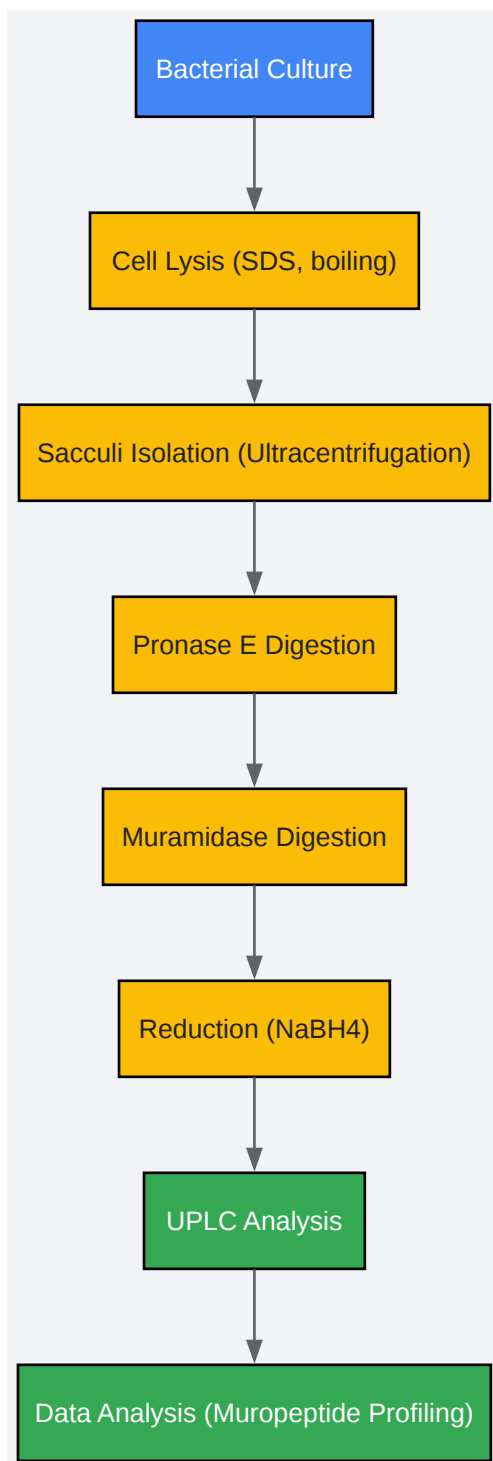 Bacterial Culture
Cell Lysis (SDS, boiling)
Sacculi Isolation (Ultracentrifugation)
Pronase E Digestion
Muramidase Digestion
Reduction (NaBH4)
UPLC Analysis
Data Analysis (Muropeptide Profiling)